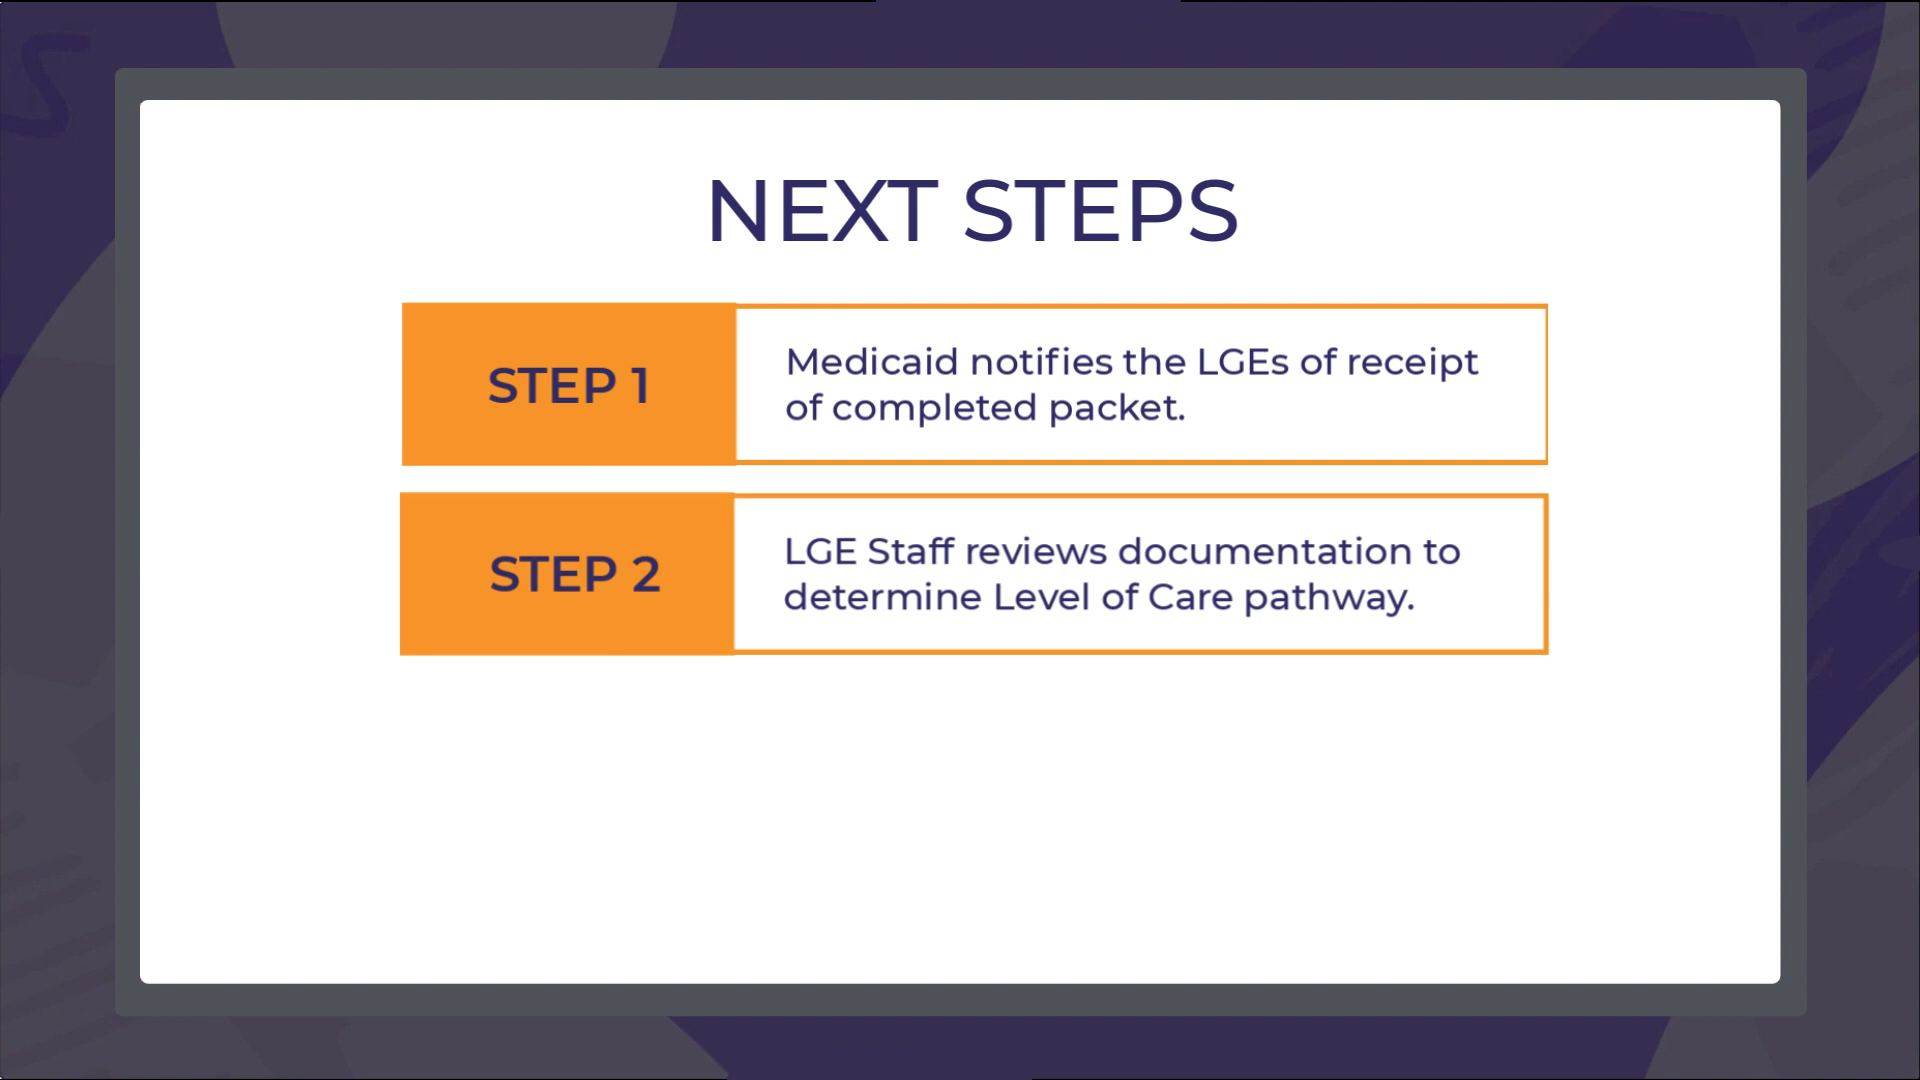 NEXT STEPS
STEP 1
Medicaid notifies the LGEs of receipt
of completed packet.
STEP 2
LGE Staff reviews documentation to
determine Level of Care pathway.